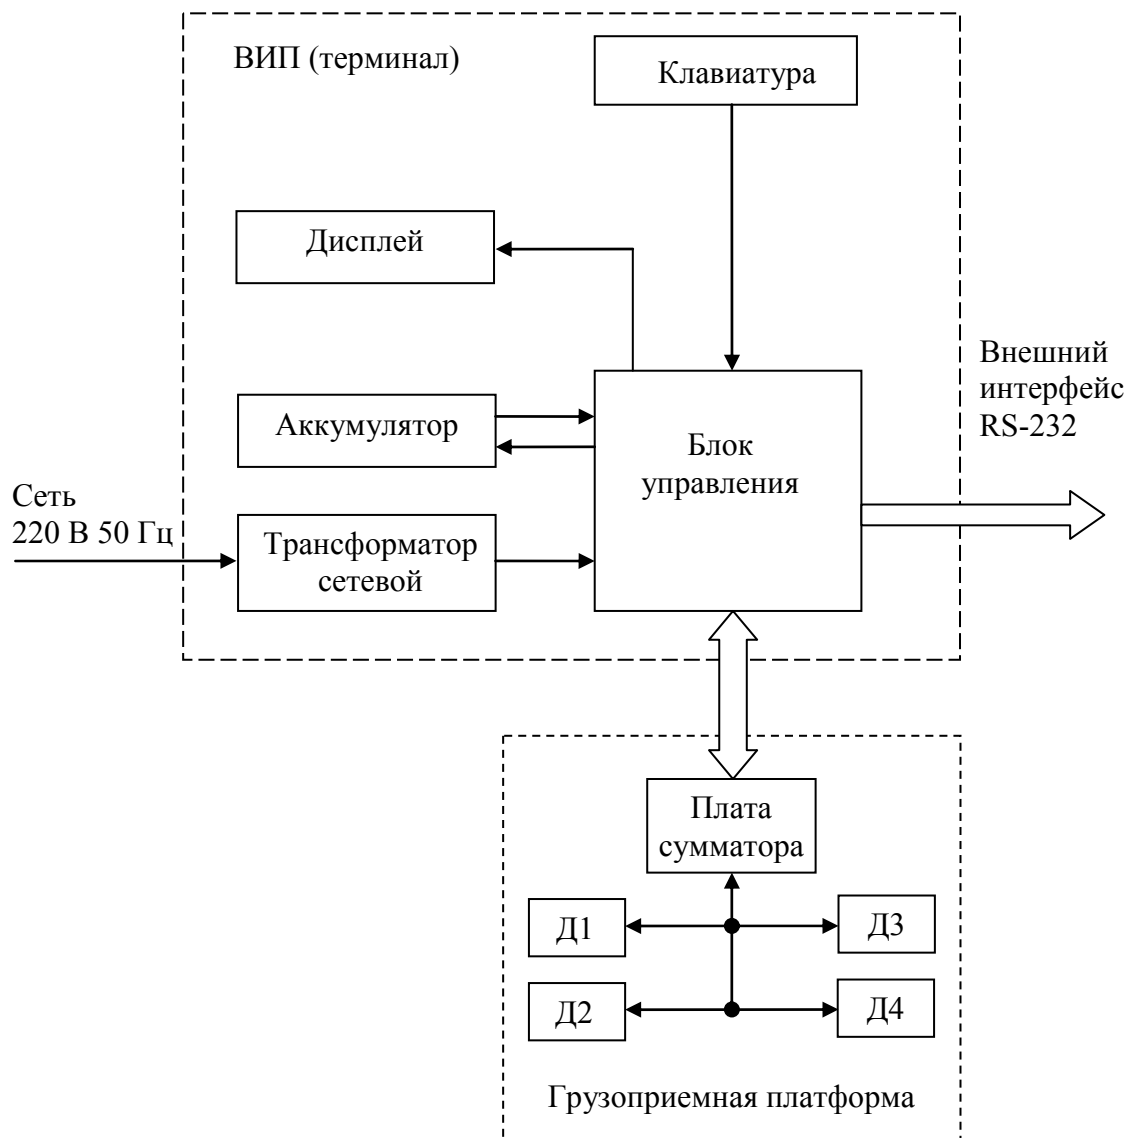 ВИП (терминал)
Клавиатура
Дисплей
Внешний
интерфейс
RS-232
Аккумулятор
Блок
управления
Сеть
220 В 50 Гц
Трансформатор
сетевой
Плата
сумматора
Д1
Д3
Д2
Д4
Грузоприемная платформа